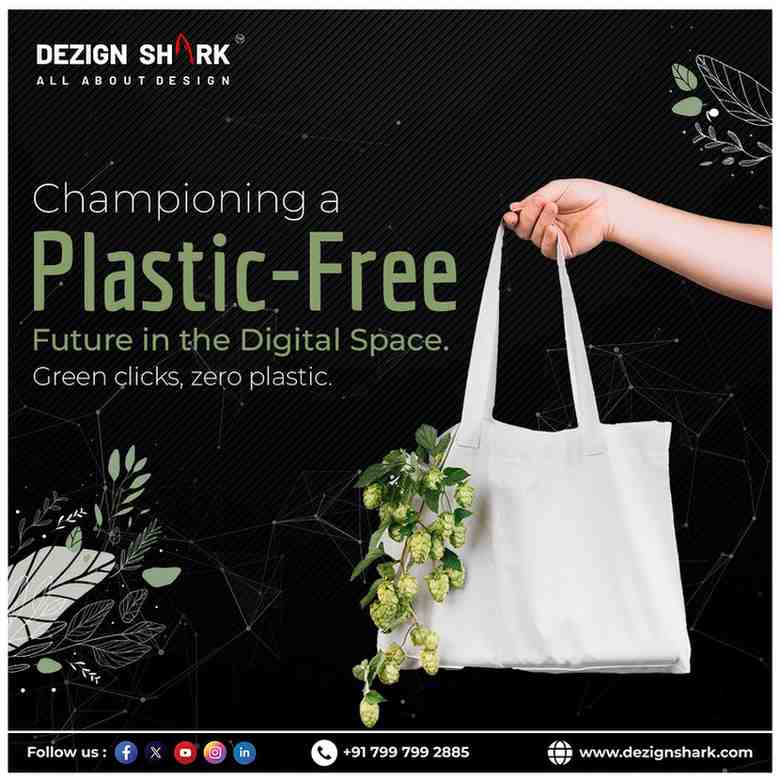 DEZIGN SHARK
ALL ABOUT DESIGN
Championing a
Plastic-Free
Future in the Digital Space.
Green clicks, zero plastic.
Follow us : +91 799 799 2885 www.dezignshark.com